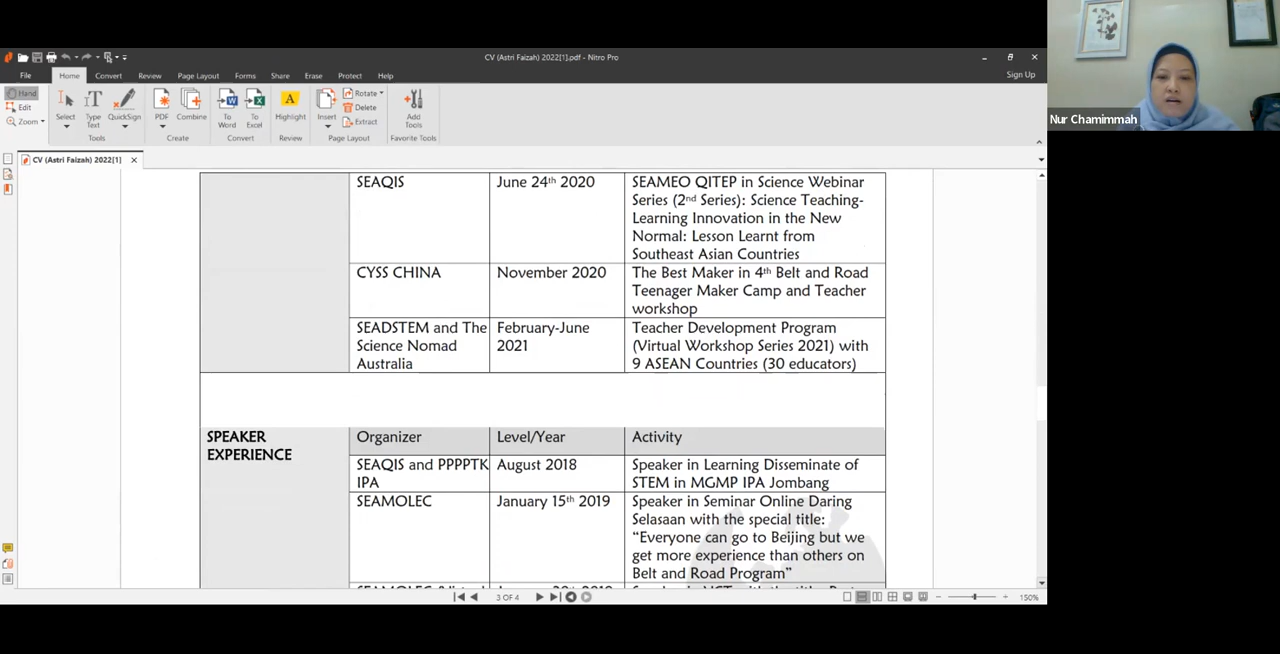 CV (Astri Faizah) 2022[1].pdf - Nitro Pro
File Home Convert Review Page Layout Forms Share Erase Protect Help
Sign Up
Hand
Edit
Zoom
Select
Type Text
QuickSign
PDF
Combine
To Word
To Excel
Highlight
Insert
Rotate
Delete
Extract
Add Tools
Tools
Create
Convert
Review
Page Layout
Favorite Tools
CV (Astri Faizah) 2022[1]
Nur Chamimmah
SEAQIS June 24th 2020 SEAMEO QITEP in Science Webinar
Series (2nd Series): Science Teaching-
Learning Innovation in the New
Normal: Lesson Learnt from
Southeast Asian Countries
CYSS CHINA November 2020 The Best Maker in 4th Belt and Road
Teenager Maker Camp and Teacher
workshop
SEADSTEM and The February-June Teacher Development Program
Science Nomad 2021 (Virtual Workshop Series 2021) with
Australia 9 ASEAN Countries (30 educators)
SPEAKER Organizer Level/Year Activity
EXPERIENCE
SEAQIS and PPPPTK August 2018 Speaker in Learning Disseminate of
IPA STEM in MGMP IPA Jombang
SEAMOLEC January 15th 2019 Speaker in Seminar Online Daring
Selasaan with the special title:
“Everyone can go to Beijing but we
get more experience than others on
Belt and Road Program”
3 OF 4
150%